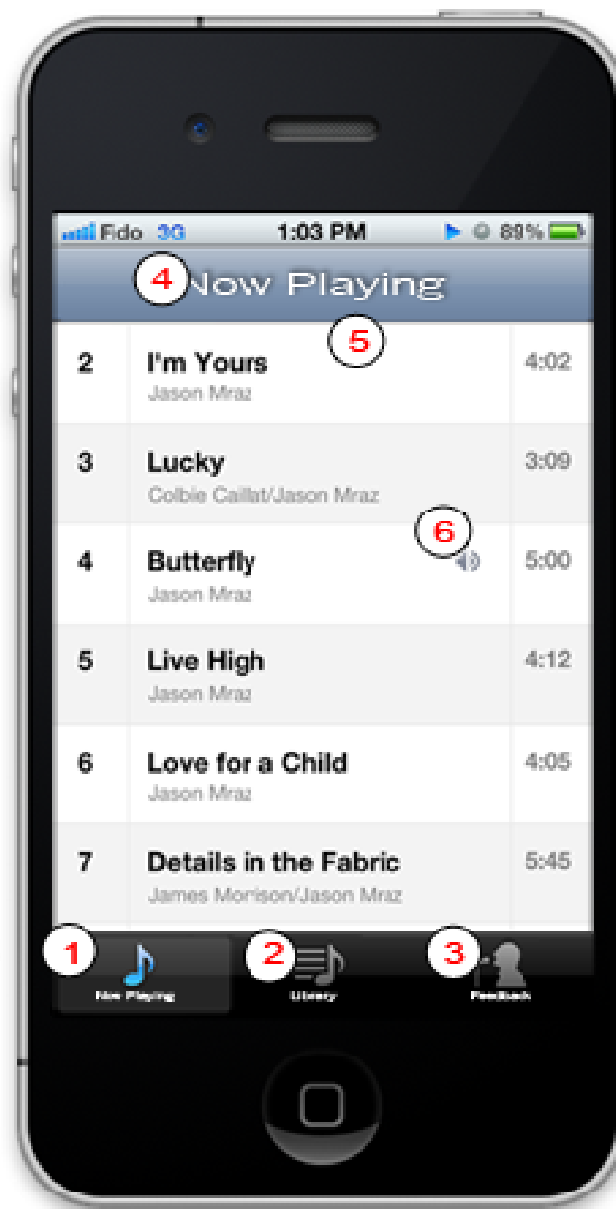 Fido 3G 1:03 PM 89%
4 Now Playing
5
2 I'm Yours 4:02
Jason Mraz
3 Lucky 3:09
Colbie Caillat/Jason Mraz
6
4 Butterfly 5:00
Jason Mraz
5 Live High 4:12
Jason Mraz
6 Love for a Child 4:05
Jason Mraz
7 Details in the Fabric 5:45
James Morrison/Jason Mraz
1 2 3
Now Playing Library Feedback